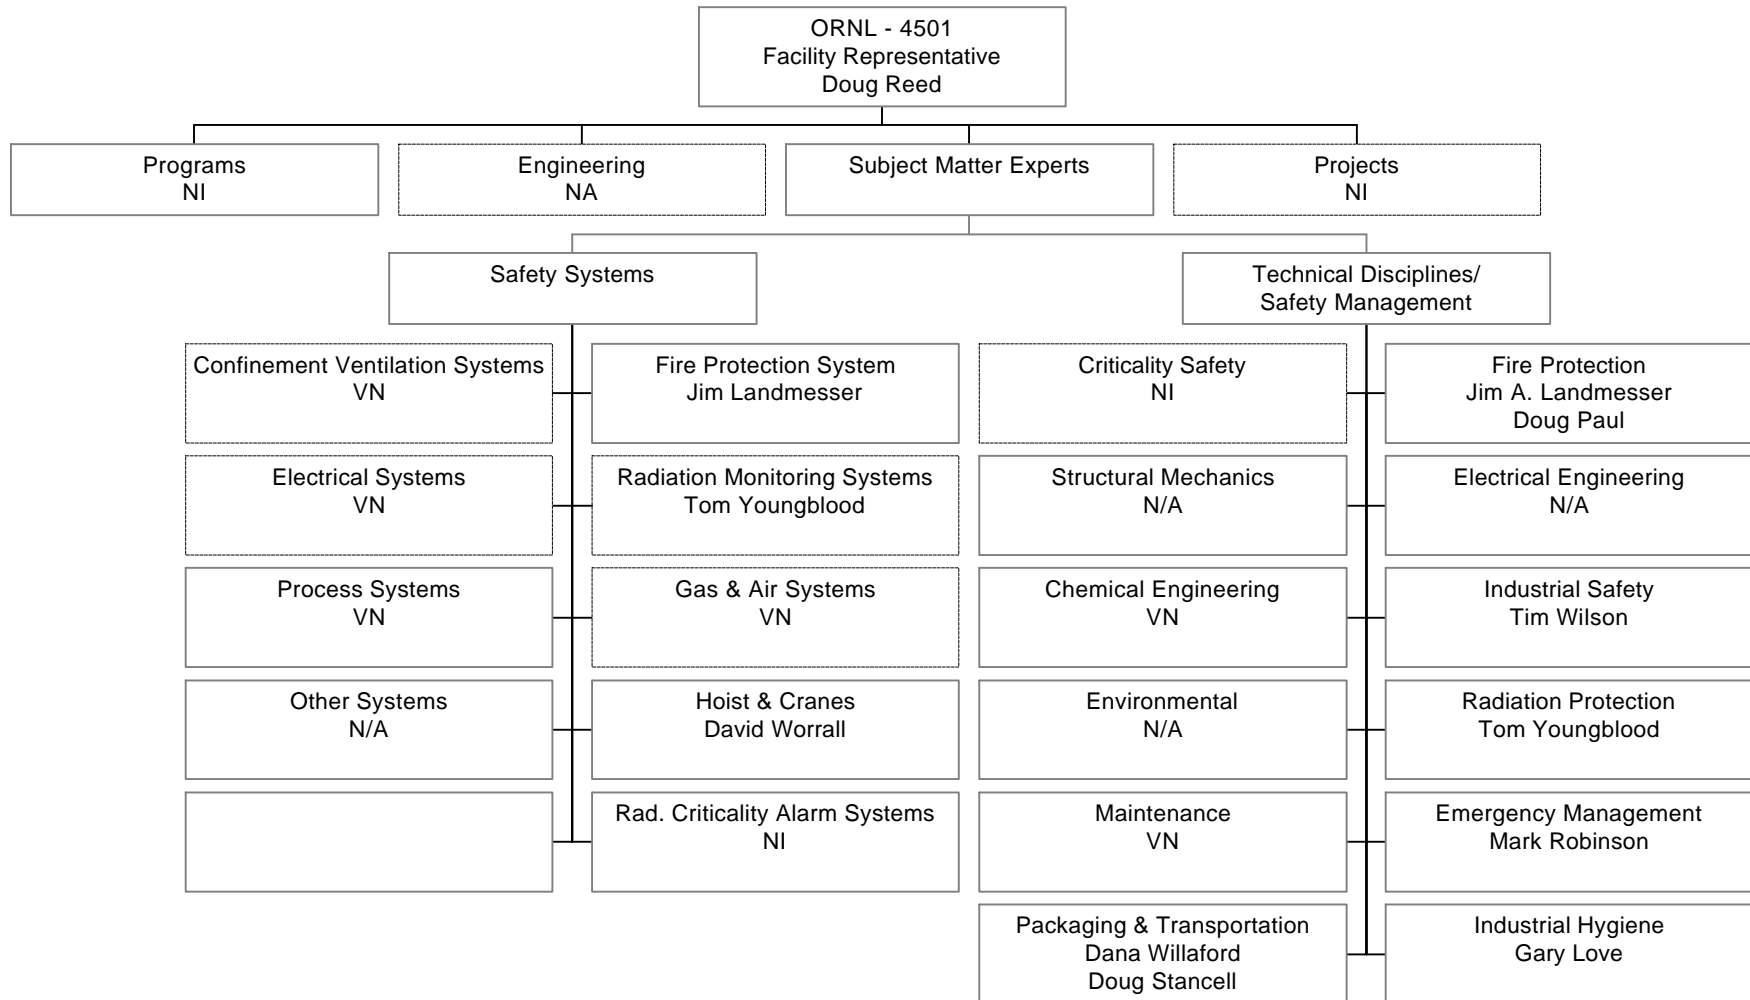 ORNL - 4501
Facility Representative
Doug Reed
Programs
NI
Engineering
NA
Subject Matter Experts
Projects
NI
Safety Systems
Technical Disciplines/
Safety Management
Confinement Ventilation Systems
VN
Fire Protection System
Jim Landmesser
Electrical Systems
VN
Radiation Monitoring Systems
Tom Youngblood
Process Systems
VN
Gas & Air Systems
VN
Other Systems
N/A
Hoist & Cranes
David Worrall
Rad. Criticality Alarm Systems
NI
Criticality Safety
NI
Fire Protection
Jim A. Landmesser
Doug Paul
Structural Mechanics
N/A
Electrical Engineering
N/A
Chemical Engineering
VN
Industrial Safety
Tim Wilson
Environmental
N/A
Radiation Protection
Tom Youngblood
Maintenance
VN
Emergency Management
Mark Robinson
Packaging & Transportation
Dana Willaford
Doug Stancell
Industrial Hygiene
Gary Love